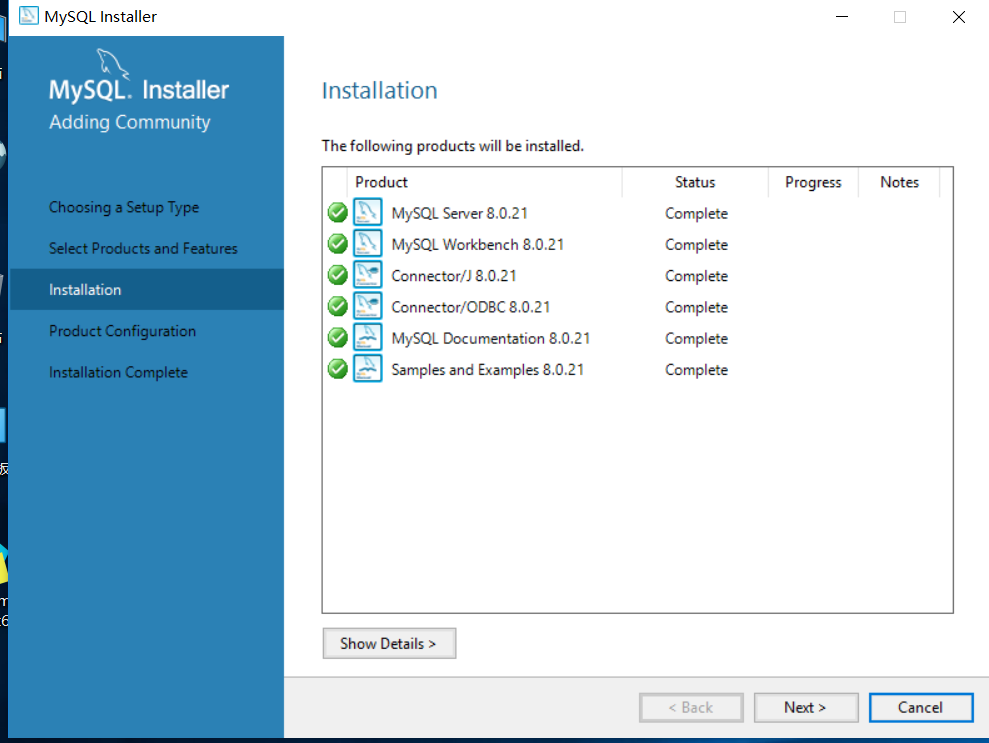 MySQL Installer
MySQL. Installer
Adding Community
Choosing a Setup Type
Select Products and Features
Installation
Product Configuration
Installation Complete
Installation
The following products will be installed.
Product Status Progress Notes
MySQL Server 8.0.21 Complete
MySQL Workbench 8.0.21 Complete
Connector/J 8.0.21 Complete
Connector/ODBC 8.0.21 Complete
MySQL Documentation 8.0.21 Complete
Samples and Examples 8.0.21 Complete
Show Details >
< Back Next > Cancel